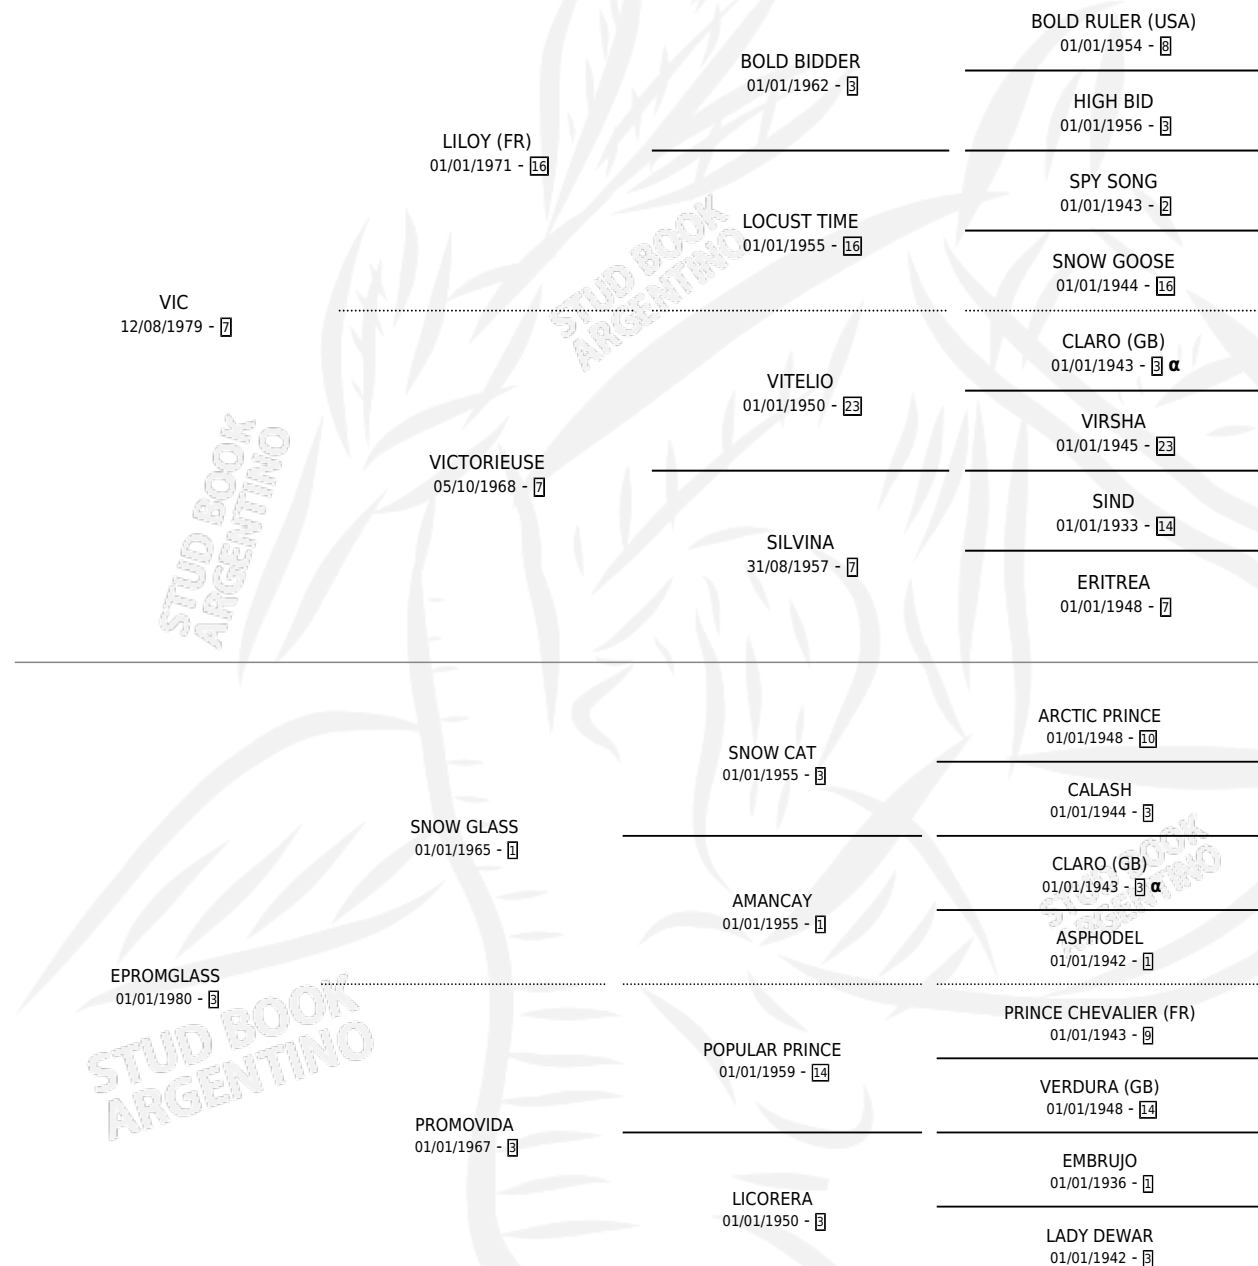 VIC
12/08/1979 - 7
LILOY (FR)
01/01/1971 - 16
BOLD BIDDER
01/01/1962 - 3
BOLD RULER (USA)
01/01/1954 - 8
HIGH BID
01/01/1956 - 3
LOCUST TIME
01/01/1955 - 16
SPY SONG
01/01/1943 - 2
SNOW GOOSE
01/01/1944 - 16
VICTORIEUSE
05/10/1968 - 7
VITELIO
01/01/1950 - 23
CLARO (GB)
01/01/1943 - 3 α
VIRSHA
01/01/1945 - 23
SILVINA
31/08/1957 - 7
SIND
01/01/1933 - 14
ERITREA
01/01/1948 - 7
EPROMGLASS
01/01/1980 - 3
SNOW GLASS
01/01/1965 - 1
SNOW CAT
01/01/1955 - 3
ARCTIC PRINCE
01/01/1948 - 10
CALASH
01/01/1944 - 3
AMANCAY
01/01/1955 - 1
CLARO (GB)
01/01/1943 - 3 α
ASPHODEL
01/01/1942 - 1
PROMOVIDA
01/01/1967 - 3
POPULAR PRINCE
01/01/1959 - 14
PRINCE CHEVALIER (FR)
01/01/1943 - 9
VERDURA (GB)
01/01/1948 - 14
LICORERA
01/01/1950 - 3
EMBRUJO
01/01/1936 - 1
LADY DEWAR
01/01/1942 - 3
STUD BOOK
ARGENTINO
STUD BOOK
ARGENTINO
STUD BOOK
ARGENTINO
STUD BOOK
ARGENTINO